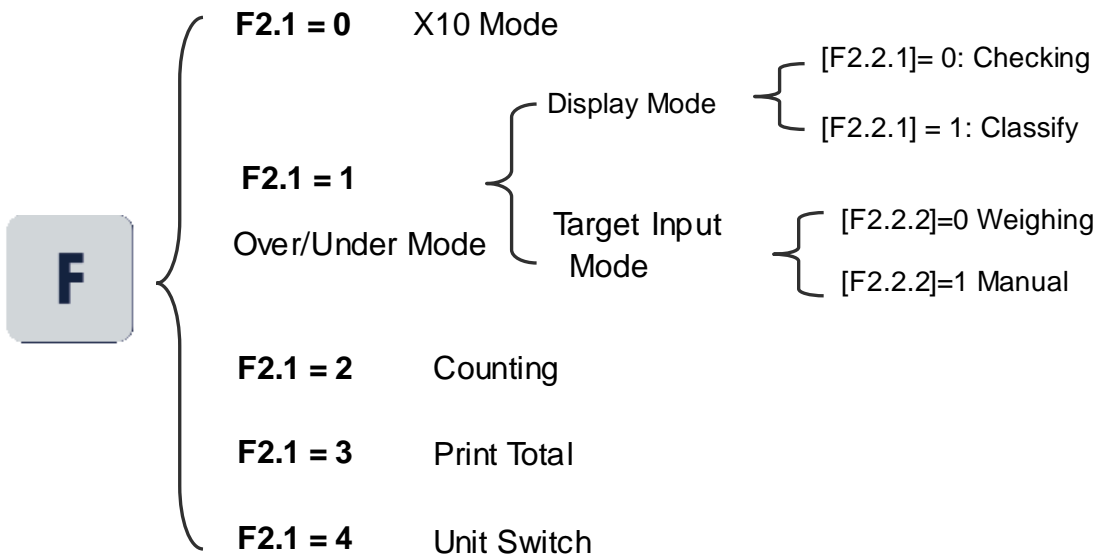 F
F2.1 = 0 X10 Mode
F2.1 = 1
Over/Under Mode
Display Mode
[F2.2.1]= 0: Checking
[F2.2.1] = 1: Classify
Target Input
Mode
[F2.2.2]=0 Weighing
[F2.2.2]=1 Manual
F2.1 = 2 Counting
F2.1 = 3 Print Total
F2.1 = 4 Unit Switch